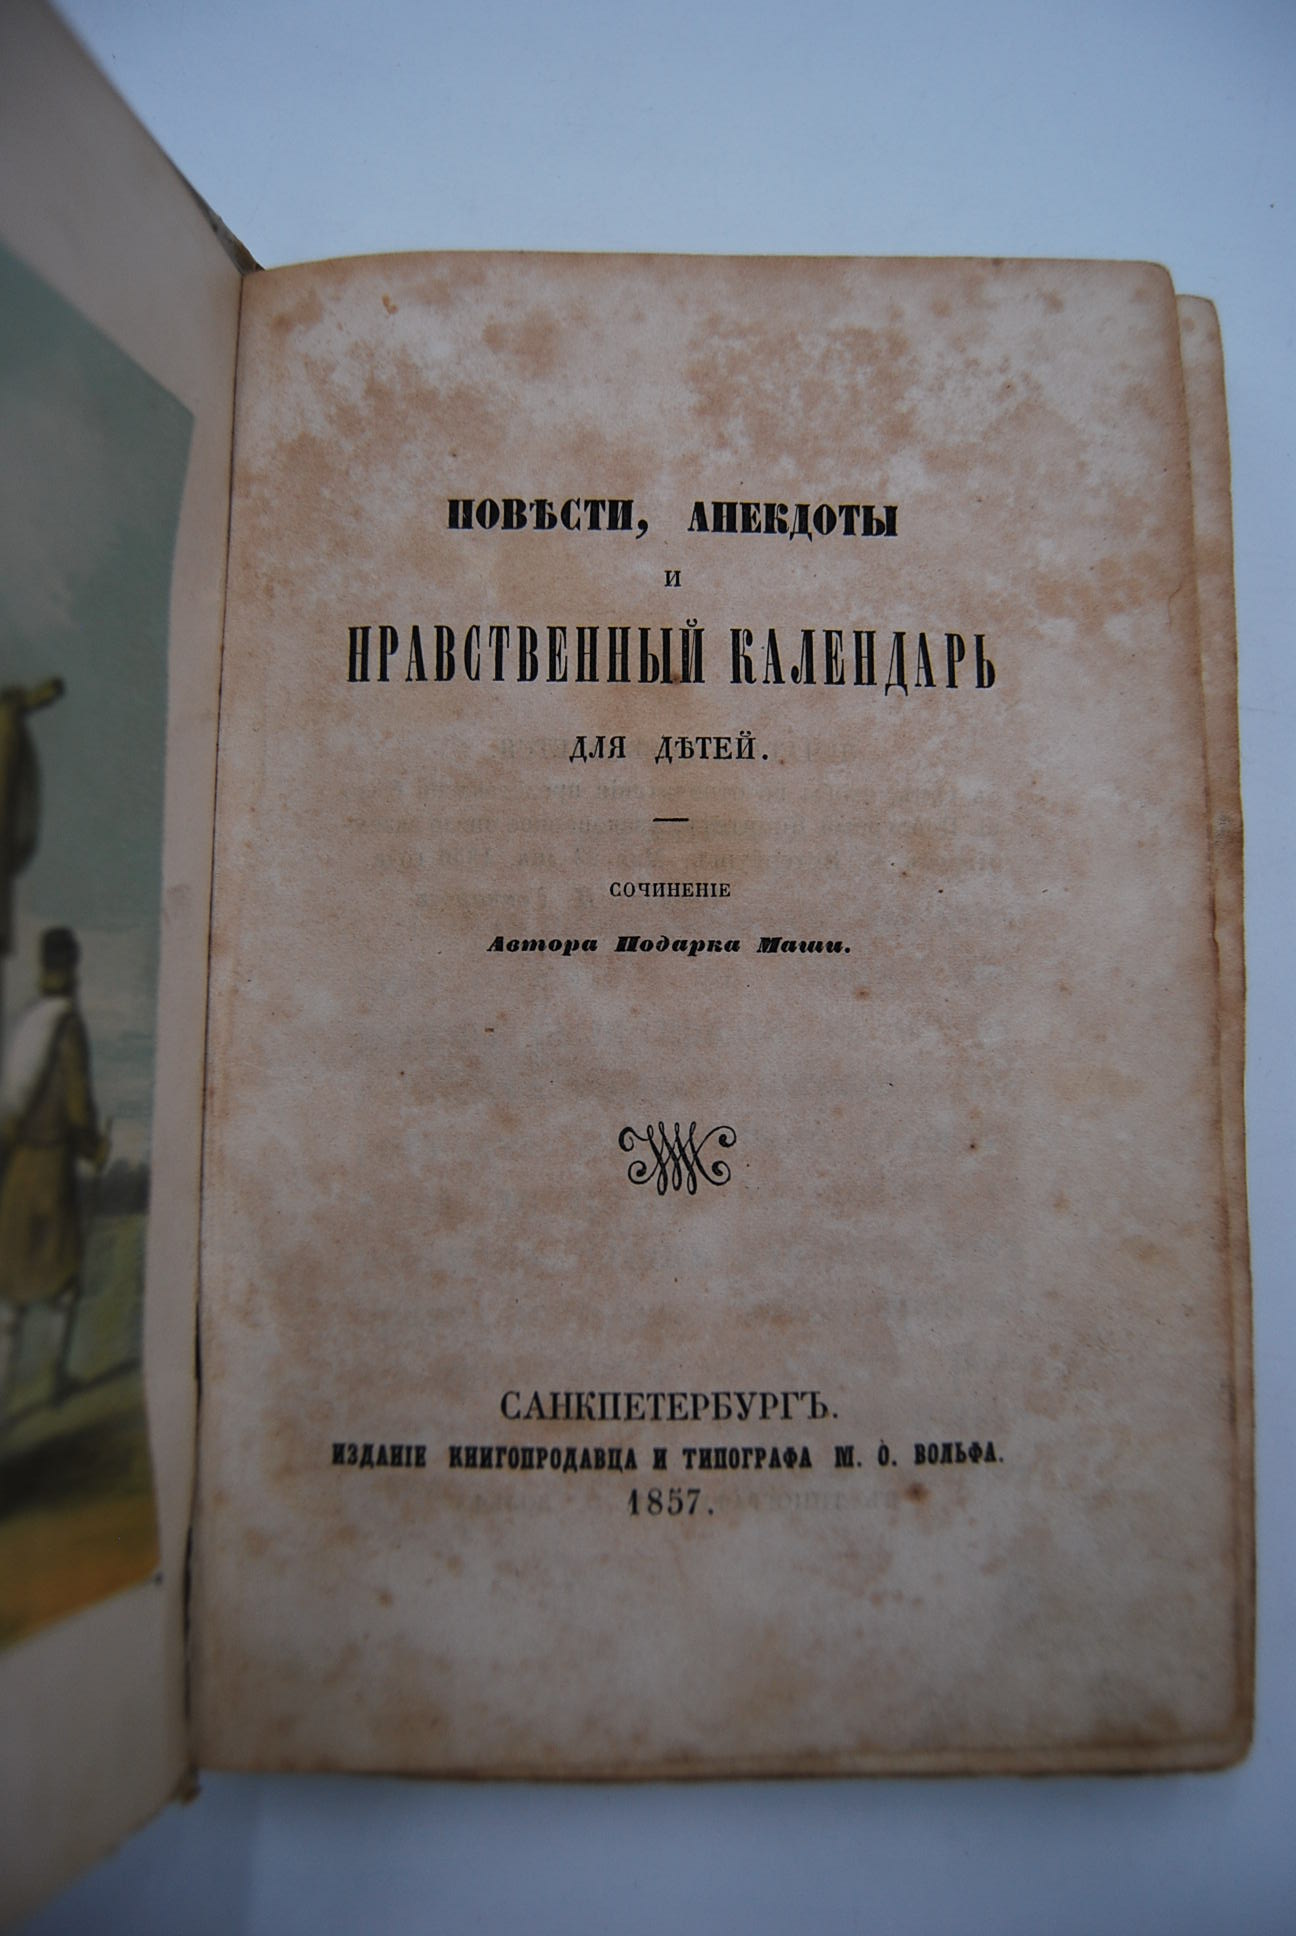 ПОВѢСТИ, АНЕКДОТЫ
И
НРАВСТВЕННЫЙ КАЛЕНДАРЬ
ДЛЯ ДѢТЕЙ.
СОЧИНЕНІЕ
Автора Подарка Маши.
САНКПЕТЕРБУРГЪ.
ИЗДАНІЕ КНИГОПРОДАВЦА И ТИПОГРАФА М. О. ВОЛЬФА.
1857.